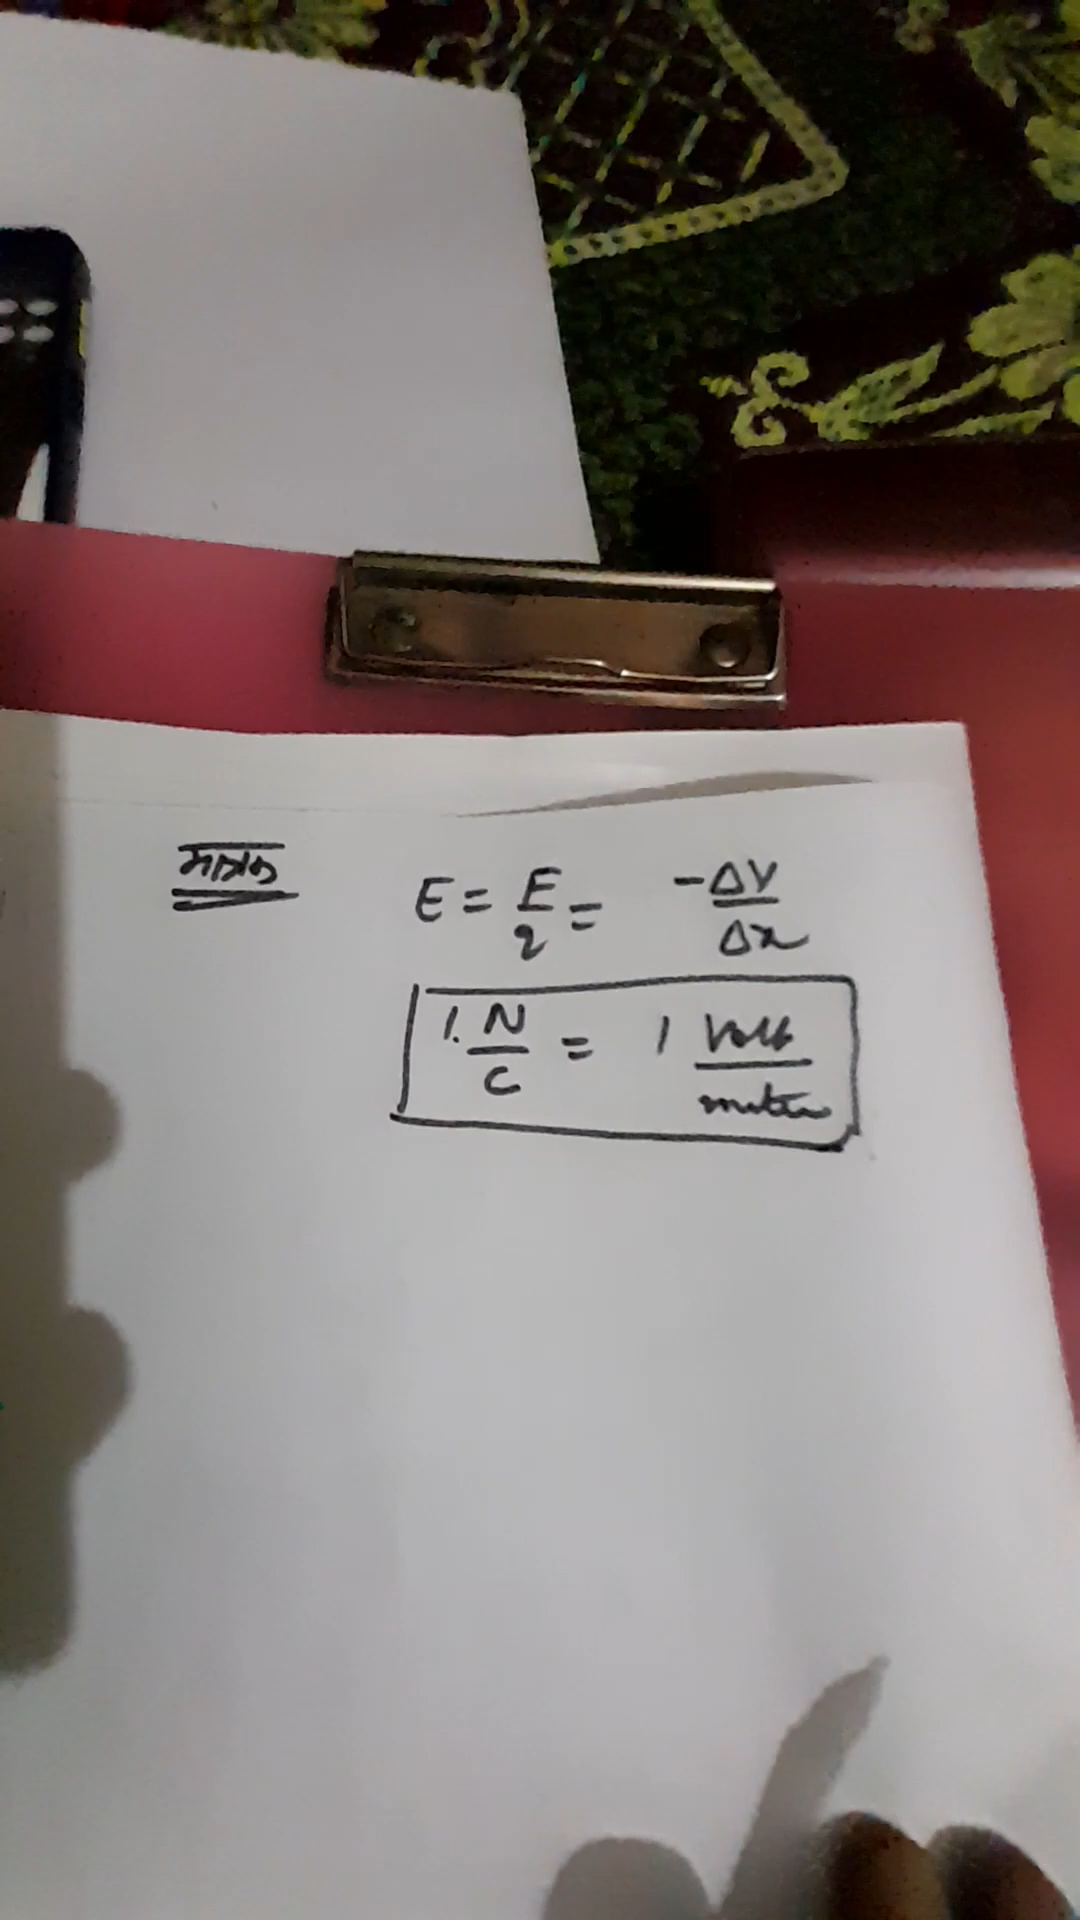 E = E/q = -ΔV/Δx
1. N/C = 1 Volt/meter